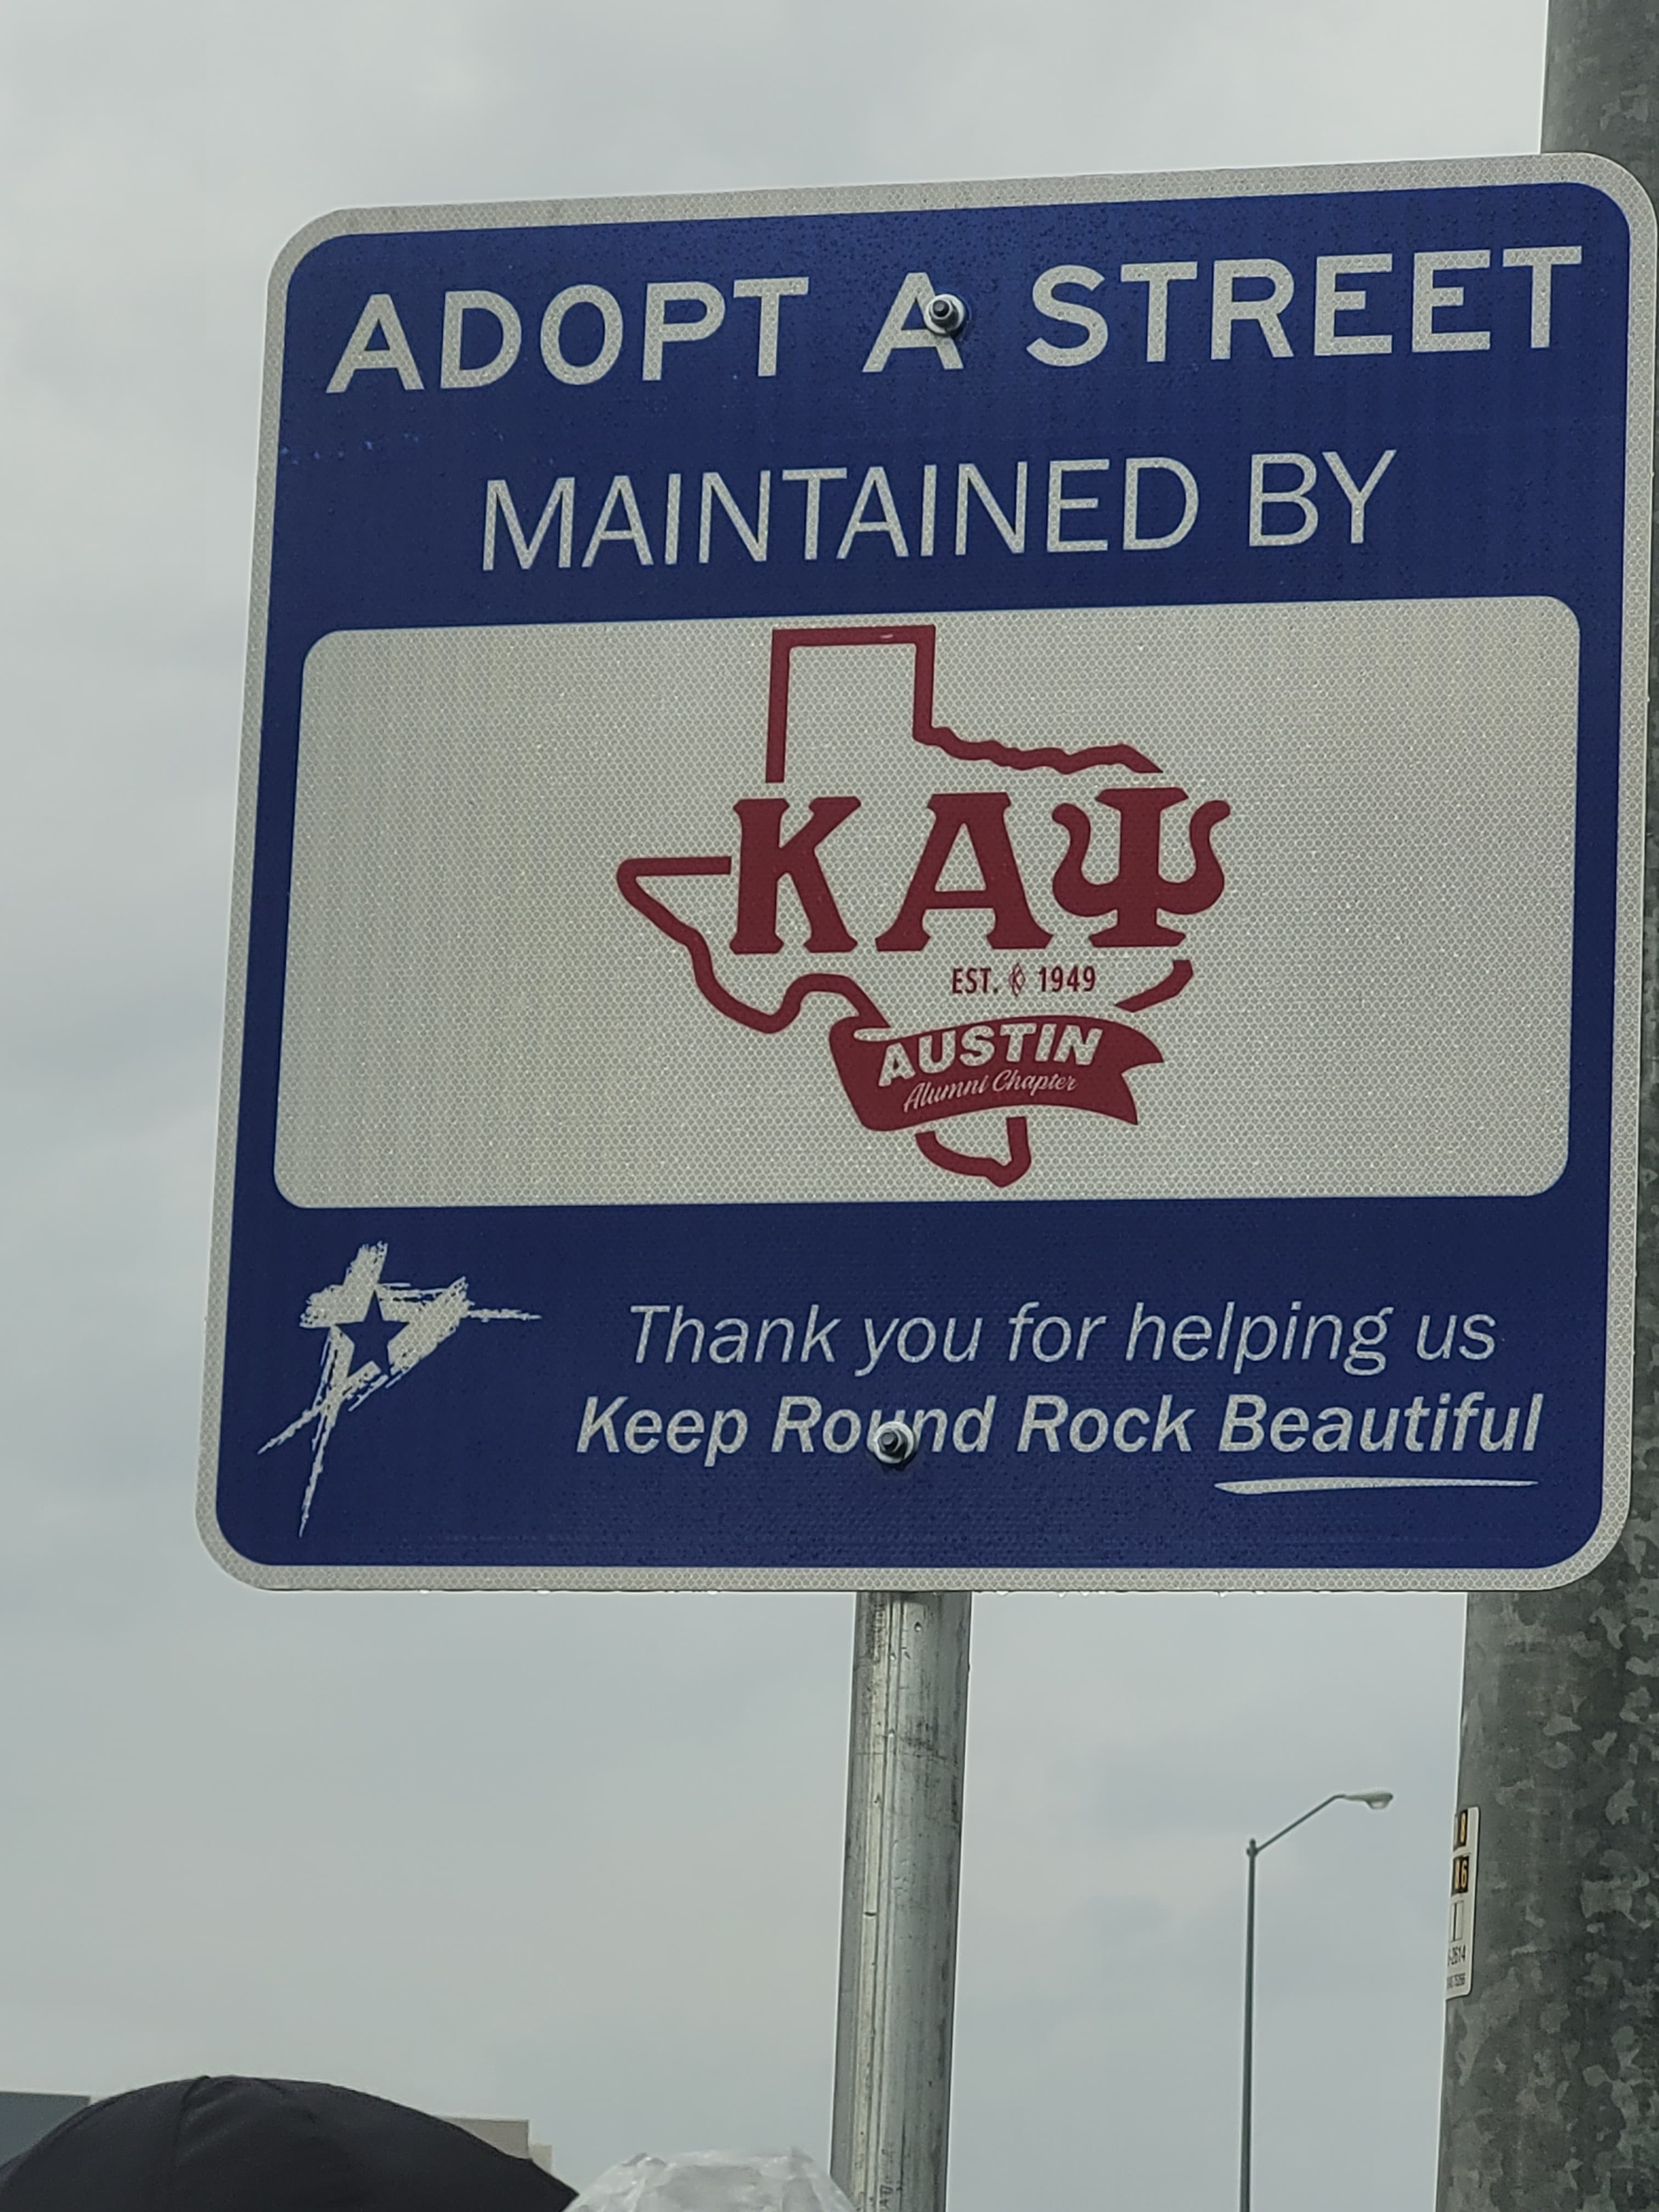 ADOPT A STREET
MAINTAINED BY
ΚΑΨ
EST. 1949
AUSTIN
Alumni Chapter
Thank you for helping us
Keep Round Rock Beautiful